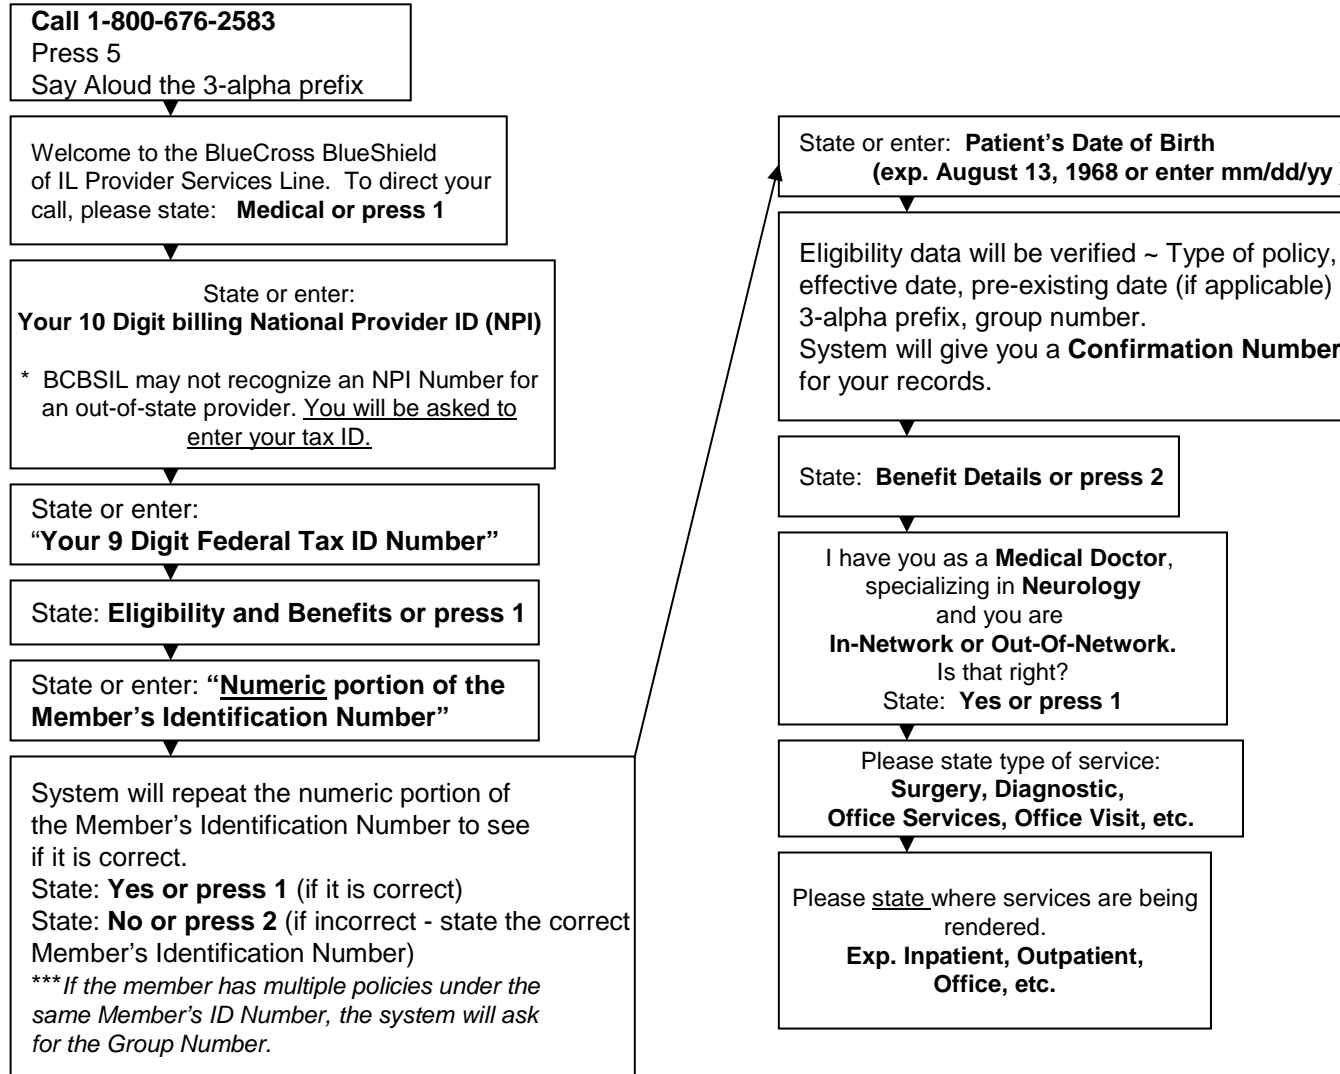 Call 1-800-676-2583
Press 5
Say Aloud the 3-alpha prefix
Welcome to the BlueCross BlueShield
of IL Provider Services Line.  To direct your
call, please state:   Medical or press 1
State or enter:
Your 10 Digit billing National Provider ID (NPI)
*  BCBSIL may not recognize an NPI Number for
an out-of-state provider. You will be asked to
enter your tax ID.
State or enter:
“Your 9 Digit Federal Tax ID Number”
State: Eligibility and Benefits or press 1
State or enter: “Numeric portion of the
Member’s Identification Number”
System will repeat the numeric portion of
the Member’s Identification Number to see
if it is correct.
State: Yes or press 1 (if it is correct)
State: No or press 2 (if incorrect - state the correct
Member’s Identification Number)
***If the member has multiple policies under the
same Member’s ID Number, the system will ask
for the Group Number.
State or enter:  Patient’s Date of Birth
(exp. August 13, 1968 or enter mm/dd/yy )
Eligibility data will be verified ~ Type of policy,
effective date, pre-existing date (if applicable)
3-alpha prefix, group number.
System will give you a Confirmation Number
for your records.
State:  Benefit Details or press 2
I have you as a Medical Doctor,
specializing in Neurology
and you are
In-Network or Out-Of-Network.
Is that right?
State:  Yes or press 1
Please state type of service:
Surgery, Diagnostic,
Office Services, Office Visit, etc.
Please state where services are being
rendered.
Exp. Inpatient, Outpatient,
Office, etc.